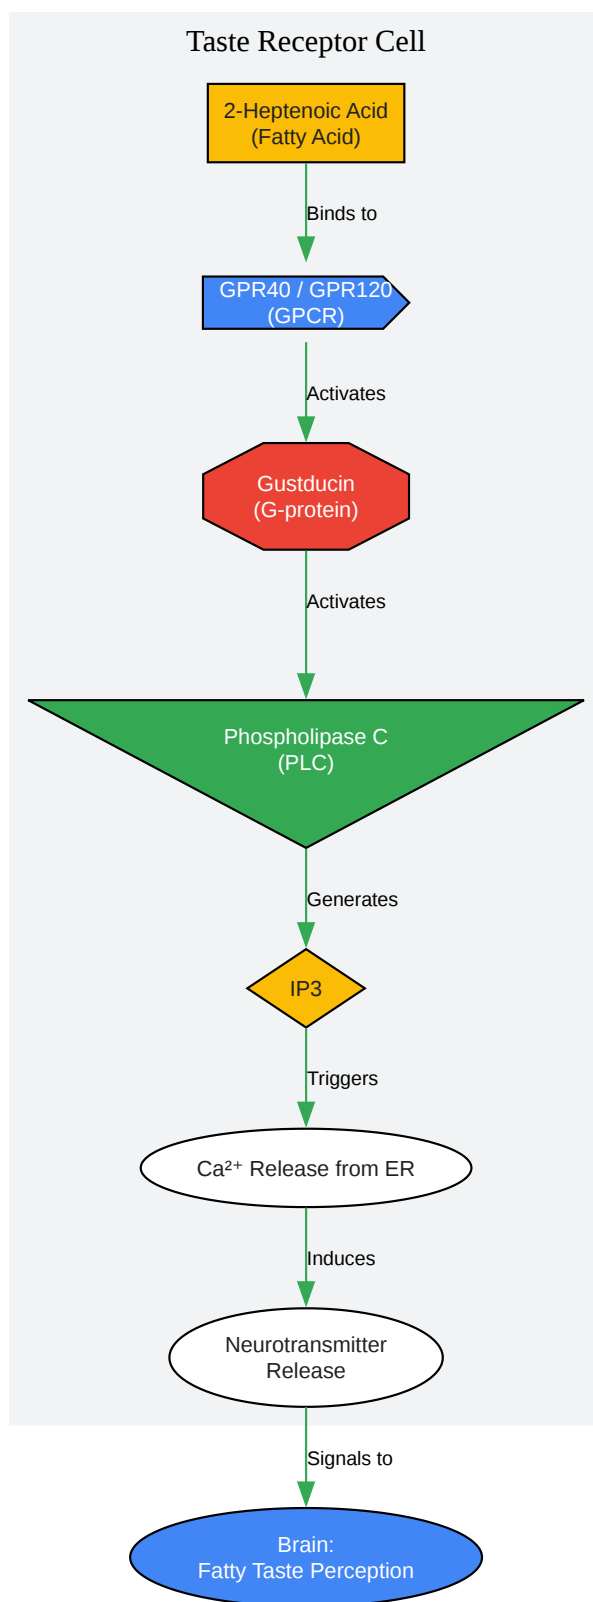 Taste Receptor Cell
2-Heptenoic Acid
(Fatty Acid)
Binds to
GPR40 / GPR120
(GPCR)
Activates
Gustducin
(G-protein)
Activates
Phospholipase C
(PLC)
Generates
IP3
Triggers
Ca²⁺ Release from ER
Induces
Neurotransmitter
Release
Signals to
Brain:
Fatty Taste Perception